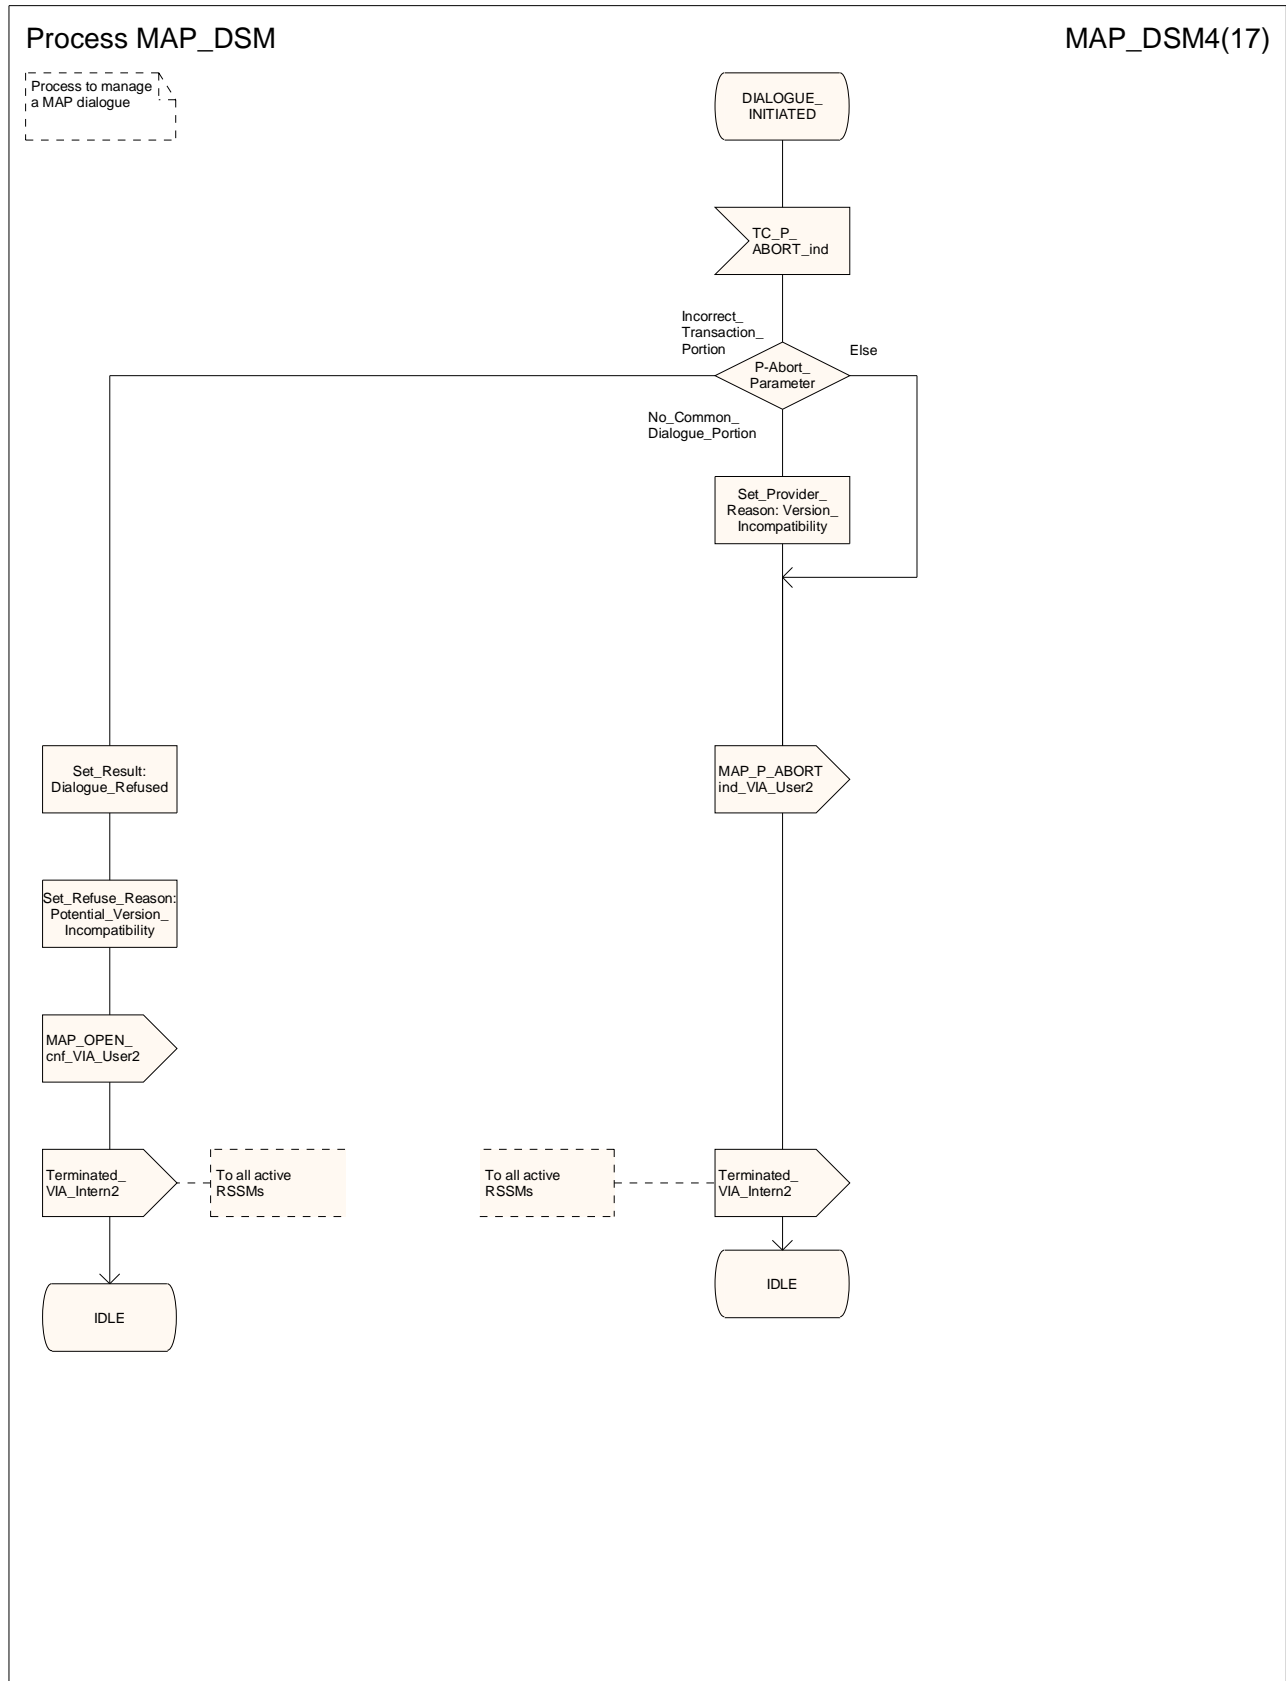 Process MAP_DSM
MAP_DSM4(17)
Process to manage
a MAP dialogue
DIALOGUE_
INITIATED
TC_P_
ABORT_ind
Incorrect_
Transaction_
Portion
Else
P-Abort_
Parameter
No_Common_
Dialogue_Portion
Set_Provider_
Reason: Version_
Incompatibility
Set_Result:
Dialogue_Refused
MAP_P_ABORT
ind_VIA_User2
Set_Refuse_Reason:
Potential_Version_
Incompatibility
MAP_OPEN_
cnf_VIA_User2
Terminated_
VIA_Intern2
To all active
RSSMs
To all active
RSSMs
Terminated_
VIA_Intern2
IDLE
IDLE